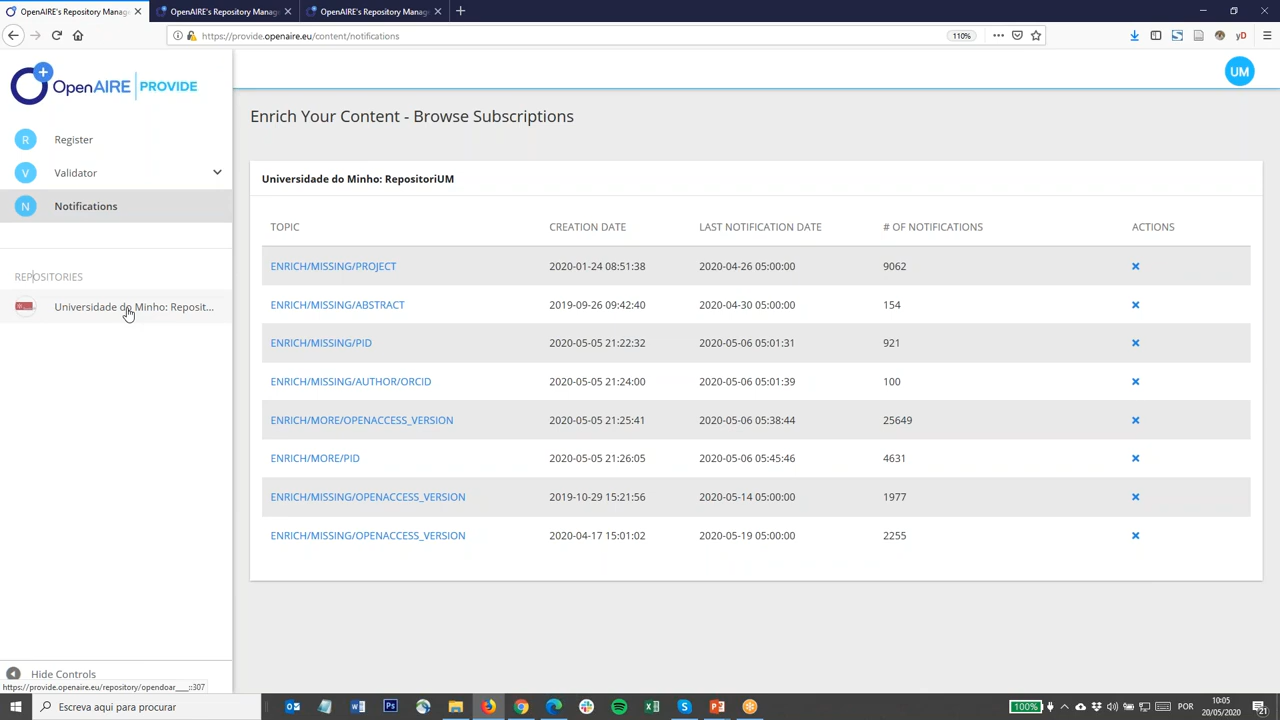 OpenAIRE's Repository Manage
OpenAIRE's Repository Manage
OpenAIRE's Repository Manage
https://provide.openaire.eu/content/notifications
110%
yD
OpenAIRE PROVIDE
UM
R Register
V Validator
N Notifications
REPOSITORIES
Universidade do Minho: Reposit...
Enrich Your Content - Browse Subscriptions
Universidade do Minho: RepositoriUM
TOPIC CREATION DATE LAST NOTIFICATION DATE # OF NOTIFICATIONS ACTIONS
ENRICH/MISSING/PROJECT 2020-01-24 08:51:38 2020-04-26 05:00:00 9062
ENRICH/MISSING/ABSTRACT 2019-09-26 09:42:40 2020-04-30 05:00:00 154
ENRICH/MISSING/PID 2020-05-05 21:22:32 2020-05-06 05:01:31 921
ENRICH/MISSING/AUTHOR/ORCID 2020-05-05 21:24:00 2020-05-06 05:01:39 100
ENRICH/MORE/OPENACCESS_VERSION 2020-05-05 21:25:41 2020-05-06 05:38:44 25649
ENRICH/MORE/PID 2020-05-05 21:26:05 2020-05-06 05:45:46 4631
ENRICH/MISSING/OPENACCESS_VERSION 2019-10-29 15:21:56 2020-05-14 05:00:00 1977
ENRICH/MISSING/OPENACCESS_VERSION 2020-04-17 15:01:02 2020-05-19 05:00:00 2255
Hide Controls
https://provide.openaire.eu/repository/opendoar____::307
Escreva aqui para procurar
Ps
100%
POR
10:05
20/05/2020
21